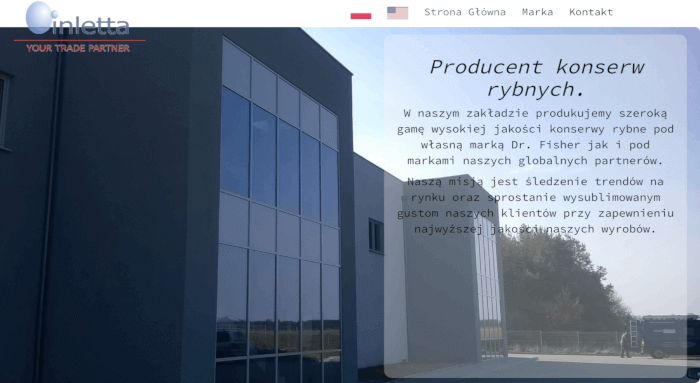 inletta
YOUR TRADE PARTNER
Strona Główna Marka Kontakt
Producent konserw
rybnych.
W naszym zakładzie produkujemy szeroką
gamę wysokiej jakości konserwy rybne pod
własną marką Dr. Fisher jak i pod
markami naszych globalnych partnerów.
Naszą misją jest śledzenie trendów na
rynku oraz sprostanie wysublimowanym
gustom naszych klientów przy zapewnieniu
najwyższej jakości naszych wyrobów.